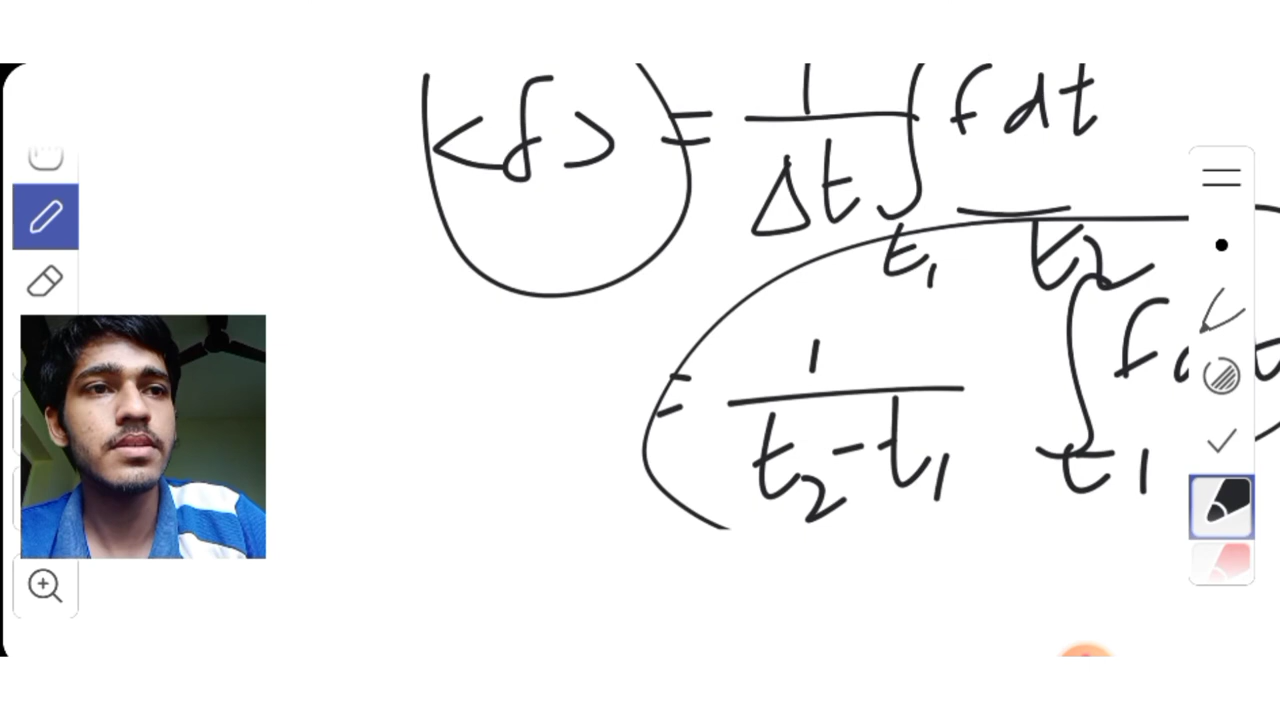 <f> = 1/Δt ∫ f dt
t₁ t₂
= 1/(t₂ - t₁) ∫ f d
t₁